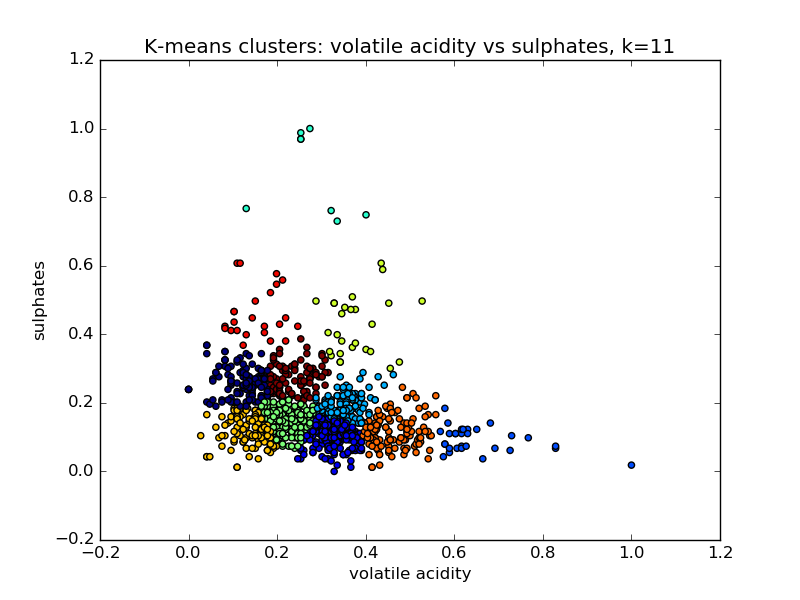 K-means clusters: volatile acidity vs sulphates, k=11
1.2
1.0
0.8
0.6
0.4
0.2
0.0
−0.2
sulphates
−0.2 0.0 0.2 0.4 0.6 0.8 1.0 1.2
volatile acidity